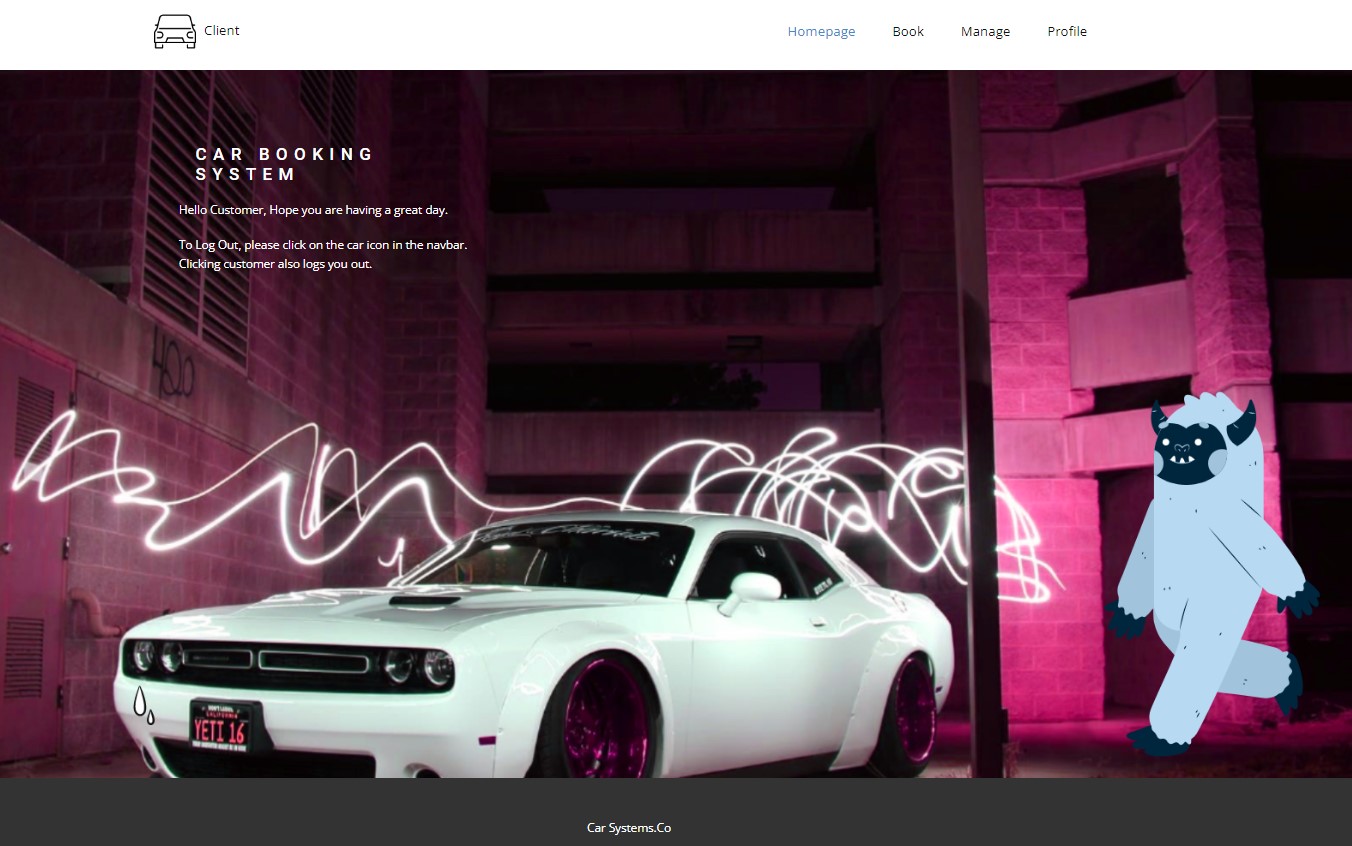 Client
Homepage Book Manage Profile
CAR BOOKING
SYSTEM
Hello Customer, Hope you are having a great day.
To Log Out, please click on the car icon in the navbar.
Clicking customer also logs you out.
CALIFORNIA
YETI 16
Car Systems.Co